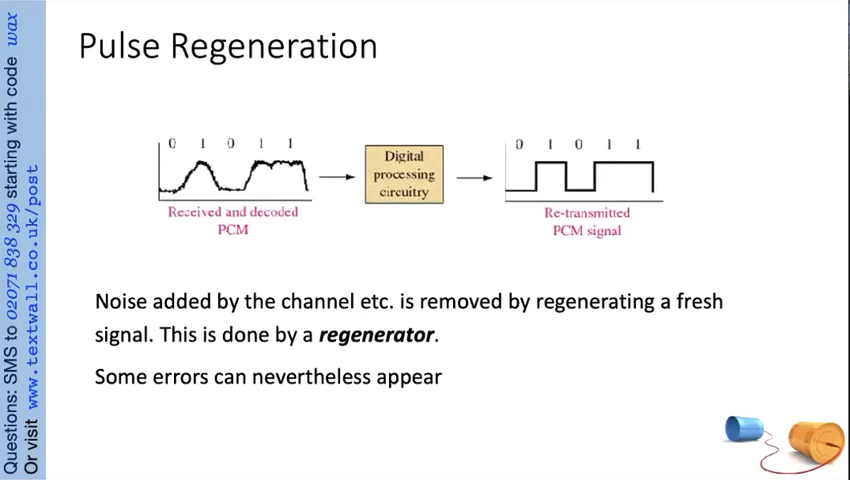 Questions: SMS to 02071 838 329 starting with code wax
Or visit www.textwall.co.uk/post
Pulse Regeneration
0 1 0 1 1
Received and decoded
PCM
Digital
processing
circuitry
0 1 0 1 1
Re-transmitted
PCM signal
Noise added by the channel etc. is removed by regenerating a fresh
signal. This is done by a regenerator.
Some errors can nevertheless appear